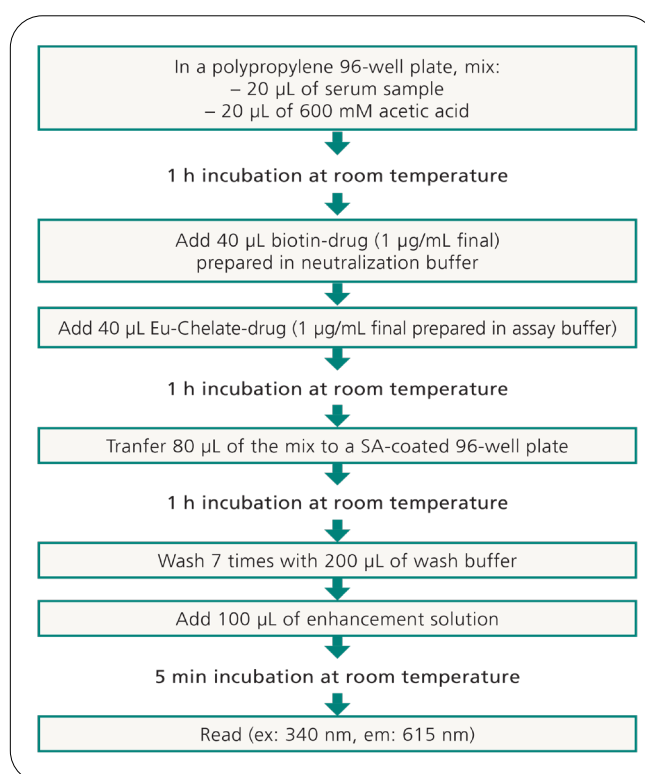 In a polypropylene 96-well plate, mix:
– 20 µL of serum sample
– 20 µL of 600 mM acetic acid
1 h incubation at room temperature
Add 40 µL biotin-drug (1 µg/mL final)
prepared in neutralization buffer
Add 40 µL Eu-Chelate-drug (1 µg/mL final prepared in assay buffer)
1 h incubation at room temperature
Tranfer 80 µL of the mix to a SA-coated 96-well plate
1 h incubation at room temperature
Wash 7 times with 200 µL of wash buffer
Add 100 µL of enhancement solution
5 min incubation at room temperature
Read (ex: 340 nm, em: 615 nm)